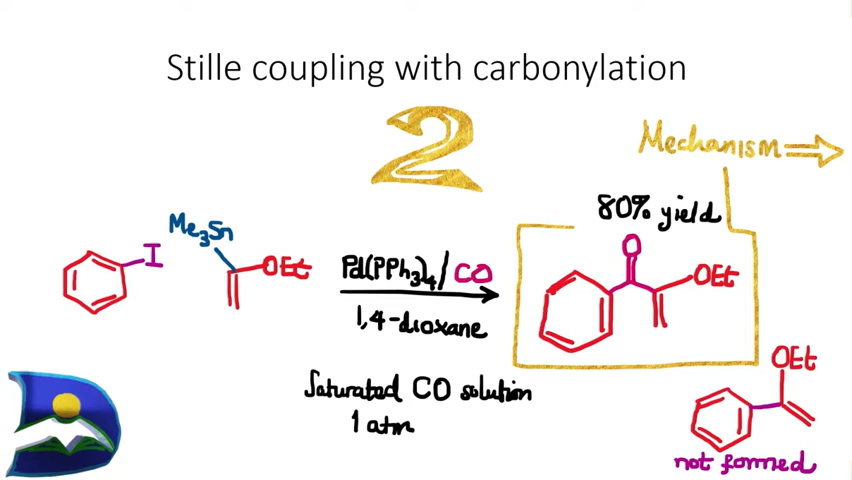 Stille coupling with carbonylation
2
Mechanism
80% yield
Me3Sn
I
OEt
Pd(PPh3)4/CO
1,4-dioxane
O
OEt
Saturated CO solution
1 atm
OEt
not formed